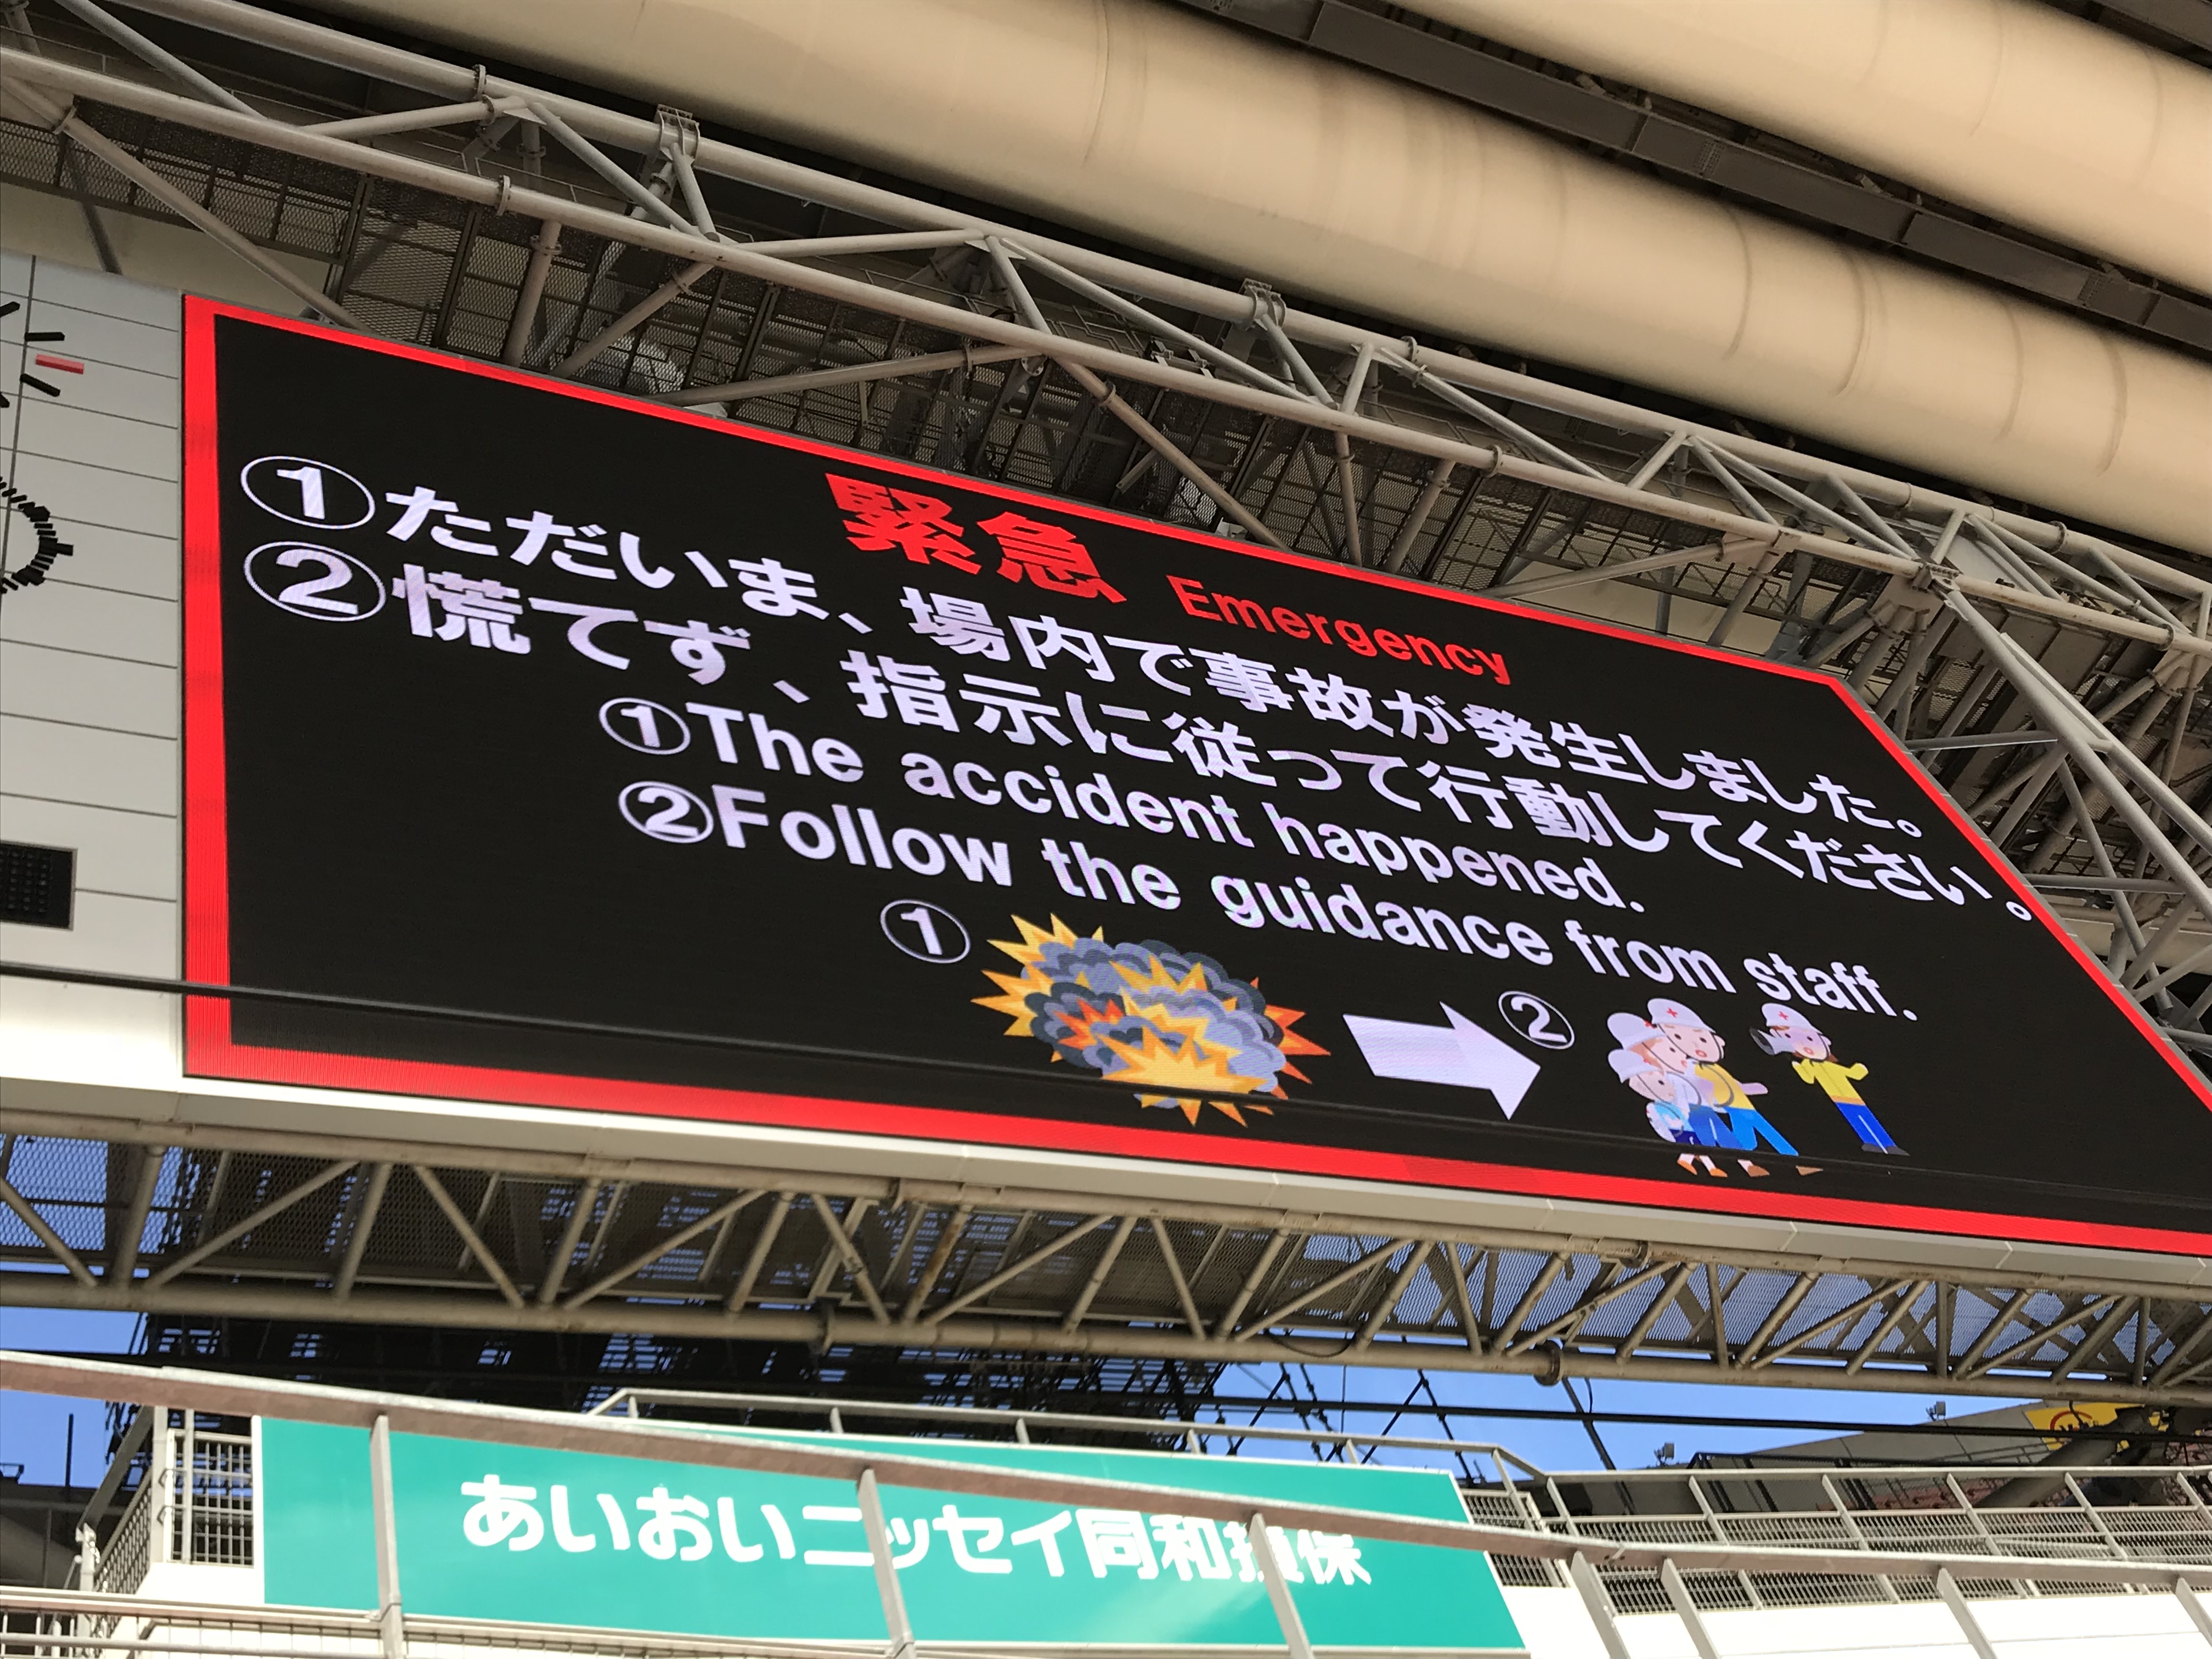 緊急 Emergency
①ただいま、場内で事故が発生しました。
②慌てず、指示に従って行動してください。
①The accident happened.
②Follow the guidance from staff.
① ②
あいおいニッセイ同和損保